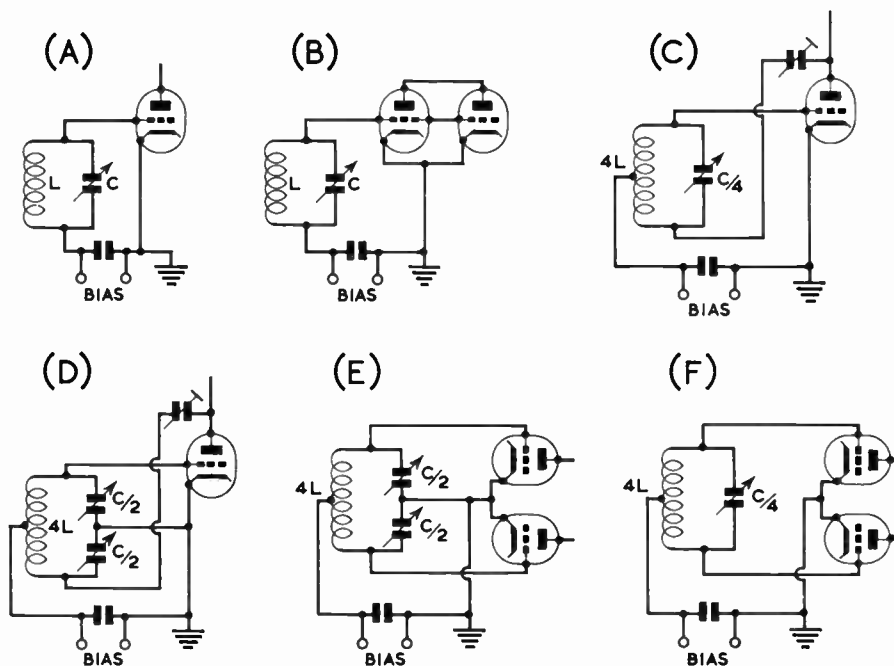 (A)
L
C
BIAS
(B)
L
C
BIAS
(C)
4L
C/4
BIAS
(D)
4L
C/2
C/2
BIAS
(E)
4L
C/2
C/2
BIAS
(F)
4L
C/4
BIAS